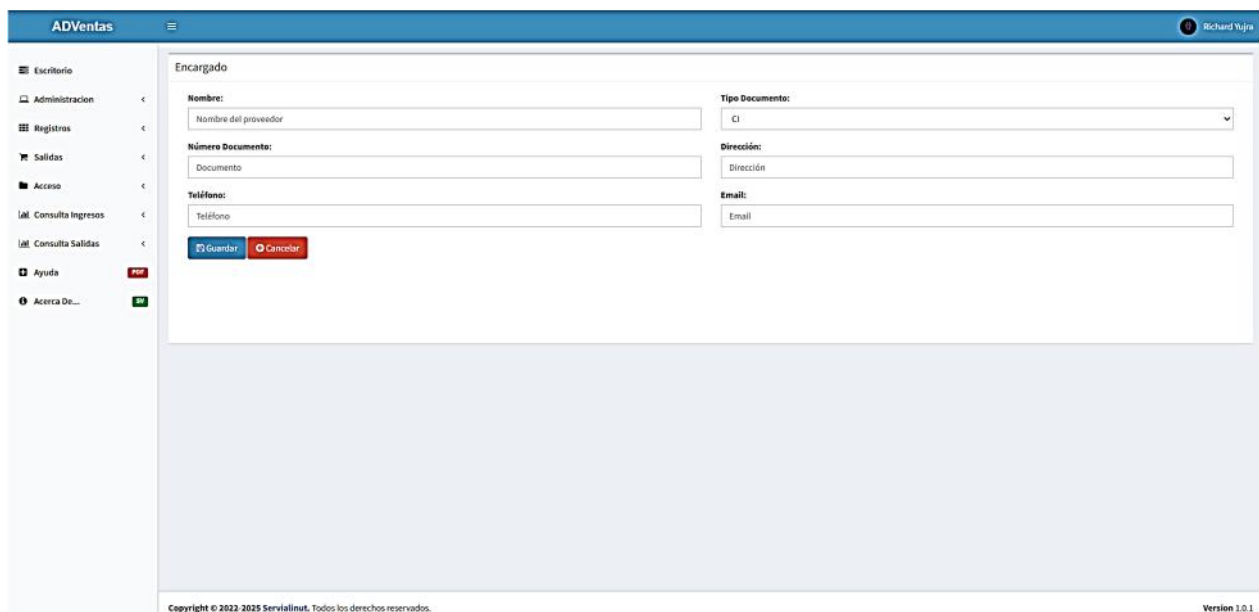 ADVentas
Richard Yujra
Escritorio
Administracion
Registros
Salidas
Acceso
Consulta Ingresos
Consulta Salidas
Ayuda PDF
Acerca De... SV
Encargado
Nombre: Tipo Documento:
Nombre del proveedor CI
Número Documento: Dirección:
Documento Dirección
Teléfono: Email:
Teléfono Email
Guardar Cancelar
Copyright © 2022-2025 Servialinut. Todos los derechos reservados. Version 1.0.1